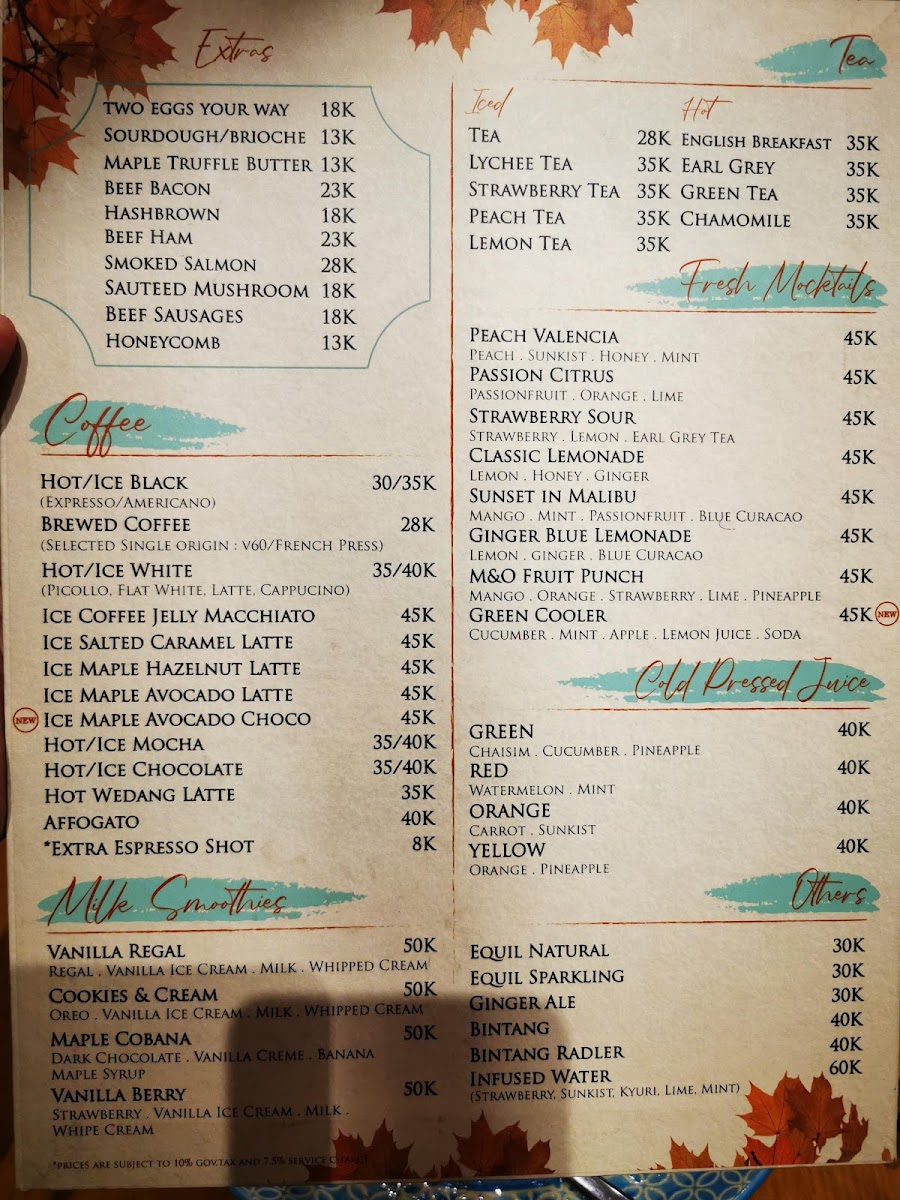 Extras
TWO EGGS YOUR WAY 18K
SOURDOUGH/BRIOCHE 13K
MAPLE TRUFFLE BUTTER 13K
BEEF BACON 23K
HASHBROWN 18K
BEEF HAM 23K
SMOKED SALMON 28K
SAUTEED MUSHROOM 18K
BEEF SAUSAGES 18K
HONEYCOMB 13K
Coffee
HOT/ICE BLACK 30/35K
(EXPRESSO/AMERICANO)
BREWED COFFEE 28K
(SELECTED SINGLE ORIGIN : V60/FRENCH PRESS)
HOT/ICE WHITE 35/40K
(PICOLLO, FLAT WHITE, LATTE, CAPPUCINO)
ICE COFFEE JELLY MACCHIATO 45K
ICE SALTED CARAMEL LATTE 45K
ICE MAPLE HAZELNUT LATTE 45K
ICE MAPLE AVOCADO LATTE 45K
NEW ICE MAPLE AVOCADO CHOCO 45K
HOT/ICE MOCHA 35/40K
HOT/ICE CHOCOLATE 35/40K
HOT WEDANG LATTE 35K
AFFOGATO 40K
*EXTRA ESPRESSO SHOT 8K
Milk Smoothies
VANILLA REGAL 50K
REGAL . VANILLA ICE CREAM . MILK . WHIPPED CREAM
COOKIES & CREAM 50K
OREO . VANILLA ICE CREAM . MILK . WHIPPED CREAM
MAPLE COBANA 50K
DARK CHOCOLATE . VANILLA CREME . BANANA
MAPLE SYRUP
VANILLA BERRY 50K
STRAWBERRY . VANILLA ICE CREAM . MILK .
WHIPE CREAM
*PRICES ARE SUBJECT TO 10% GOV.TAX AND 7.5% SERVICE CHARGE
Tea
Iced
TEA 28K
LYCHEE TEA 35K
STRAWBERRY TEA 35K
PEACH TEA 35K
LEMON TEA 35K
Hot
ENGLISH BREAKFAST 35K
EARL GREY 35K
GREEN TEA 35K
CHAMOMILE 35K
Fresh Mocktails
PEACH VALENCIA 45K
PEACH . SUNKIST . HONEY . MINT
PASSION CITRUS 45K
PASSIONFRUIT . ORANGE . LIME
STRAWBERRY SOUR 45K
STRAWBERRY . LEMON . EARL GREY TEA
CLASSIC LEMONADE 45K
LEMON . HONEY . GINGER
SUNSET IN MALIBU 45K
MANGO . MINT . PASSIONFRUIT . BLUE CURACAO
GINGER BLUE LEMONADE 45K
LEMON . GINGER . BLUE CURACAO
M&O FRUIT PUNCH 45K
MANGO . ORANGE . STRAWBERRY . LIME . PINEAPPLE
GREEN COOLER 45K NEW
CUCUMBER . MINT . APPLE . LEMON JUICE . SODA
Cold Pressed Juice
GREEN 40K
CHAISIM . CUCUMBER . PINEAPPLE
RED 40K
WATERMELON . MINT
ORANGE 40K
CARROT . SUNKIST
YELLOW 40K
ORANGE . PINEAPPLE
Others
EQUIL NATURAL 30K
EQUIL SPARKLING 30K
GINGER ALE 30K
BINTANG 40K
BINTANG RADLER 40K
INFUSED WATER 60K
(STRAWBERRY, SUNKIST, KYURI, LIME, MINT)